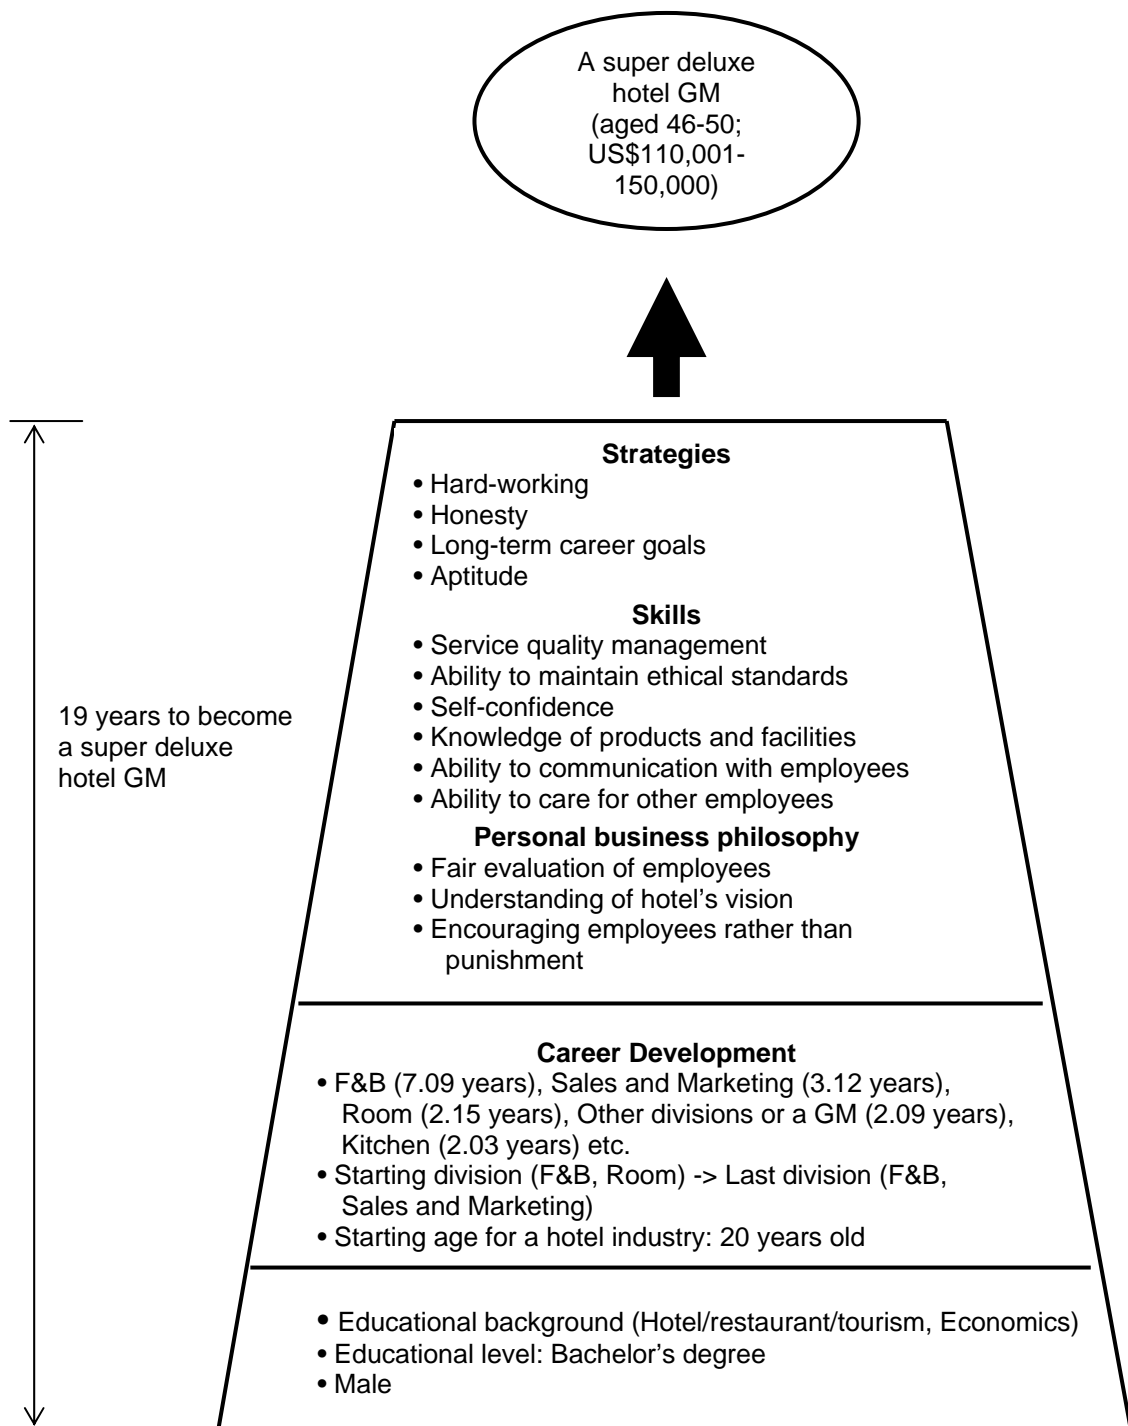 A super deluxe
hotel GM
(aged 46-50;
US$110,001-
150,000)
Strategies
• Hard-working
• Honesty
• Long-term career goals
• Aptitude
Skills
• Service quality management
• Ability to maintain ethical standards
• Self-confidence
• Knowledge of products and facilities
• Ability to communication with employees
• Ability to care for other employees
Personal business philosophy
• Fair evaluation of employees
• Understanding of hotel's vision
• Encouraging employees rather than
punishment
19 years to become
a super deluxe
hotel GM
Career Development
• F&B (7.09 years), Sales and Marketing (3.12 years),
Room (2.15 years), Other divisions or a GM (2.09 years),
Kitchen (2.03 years) etc.
• Starting division (F&B, Room) -> Last division (F&B,
Sales and Marketing)
• Starting age for a hotel industry: 20 years old
• Educational background (Hotel/restaurant/tourism, Economics)
• Educational level: Bachelor's degree
• Male